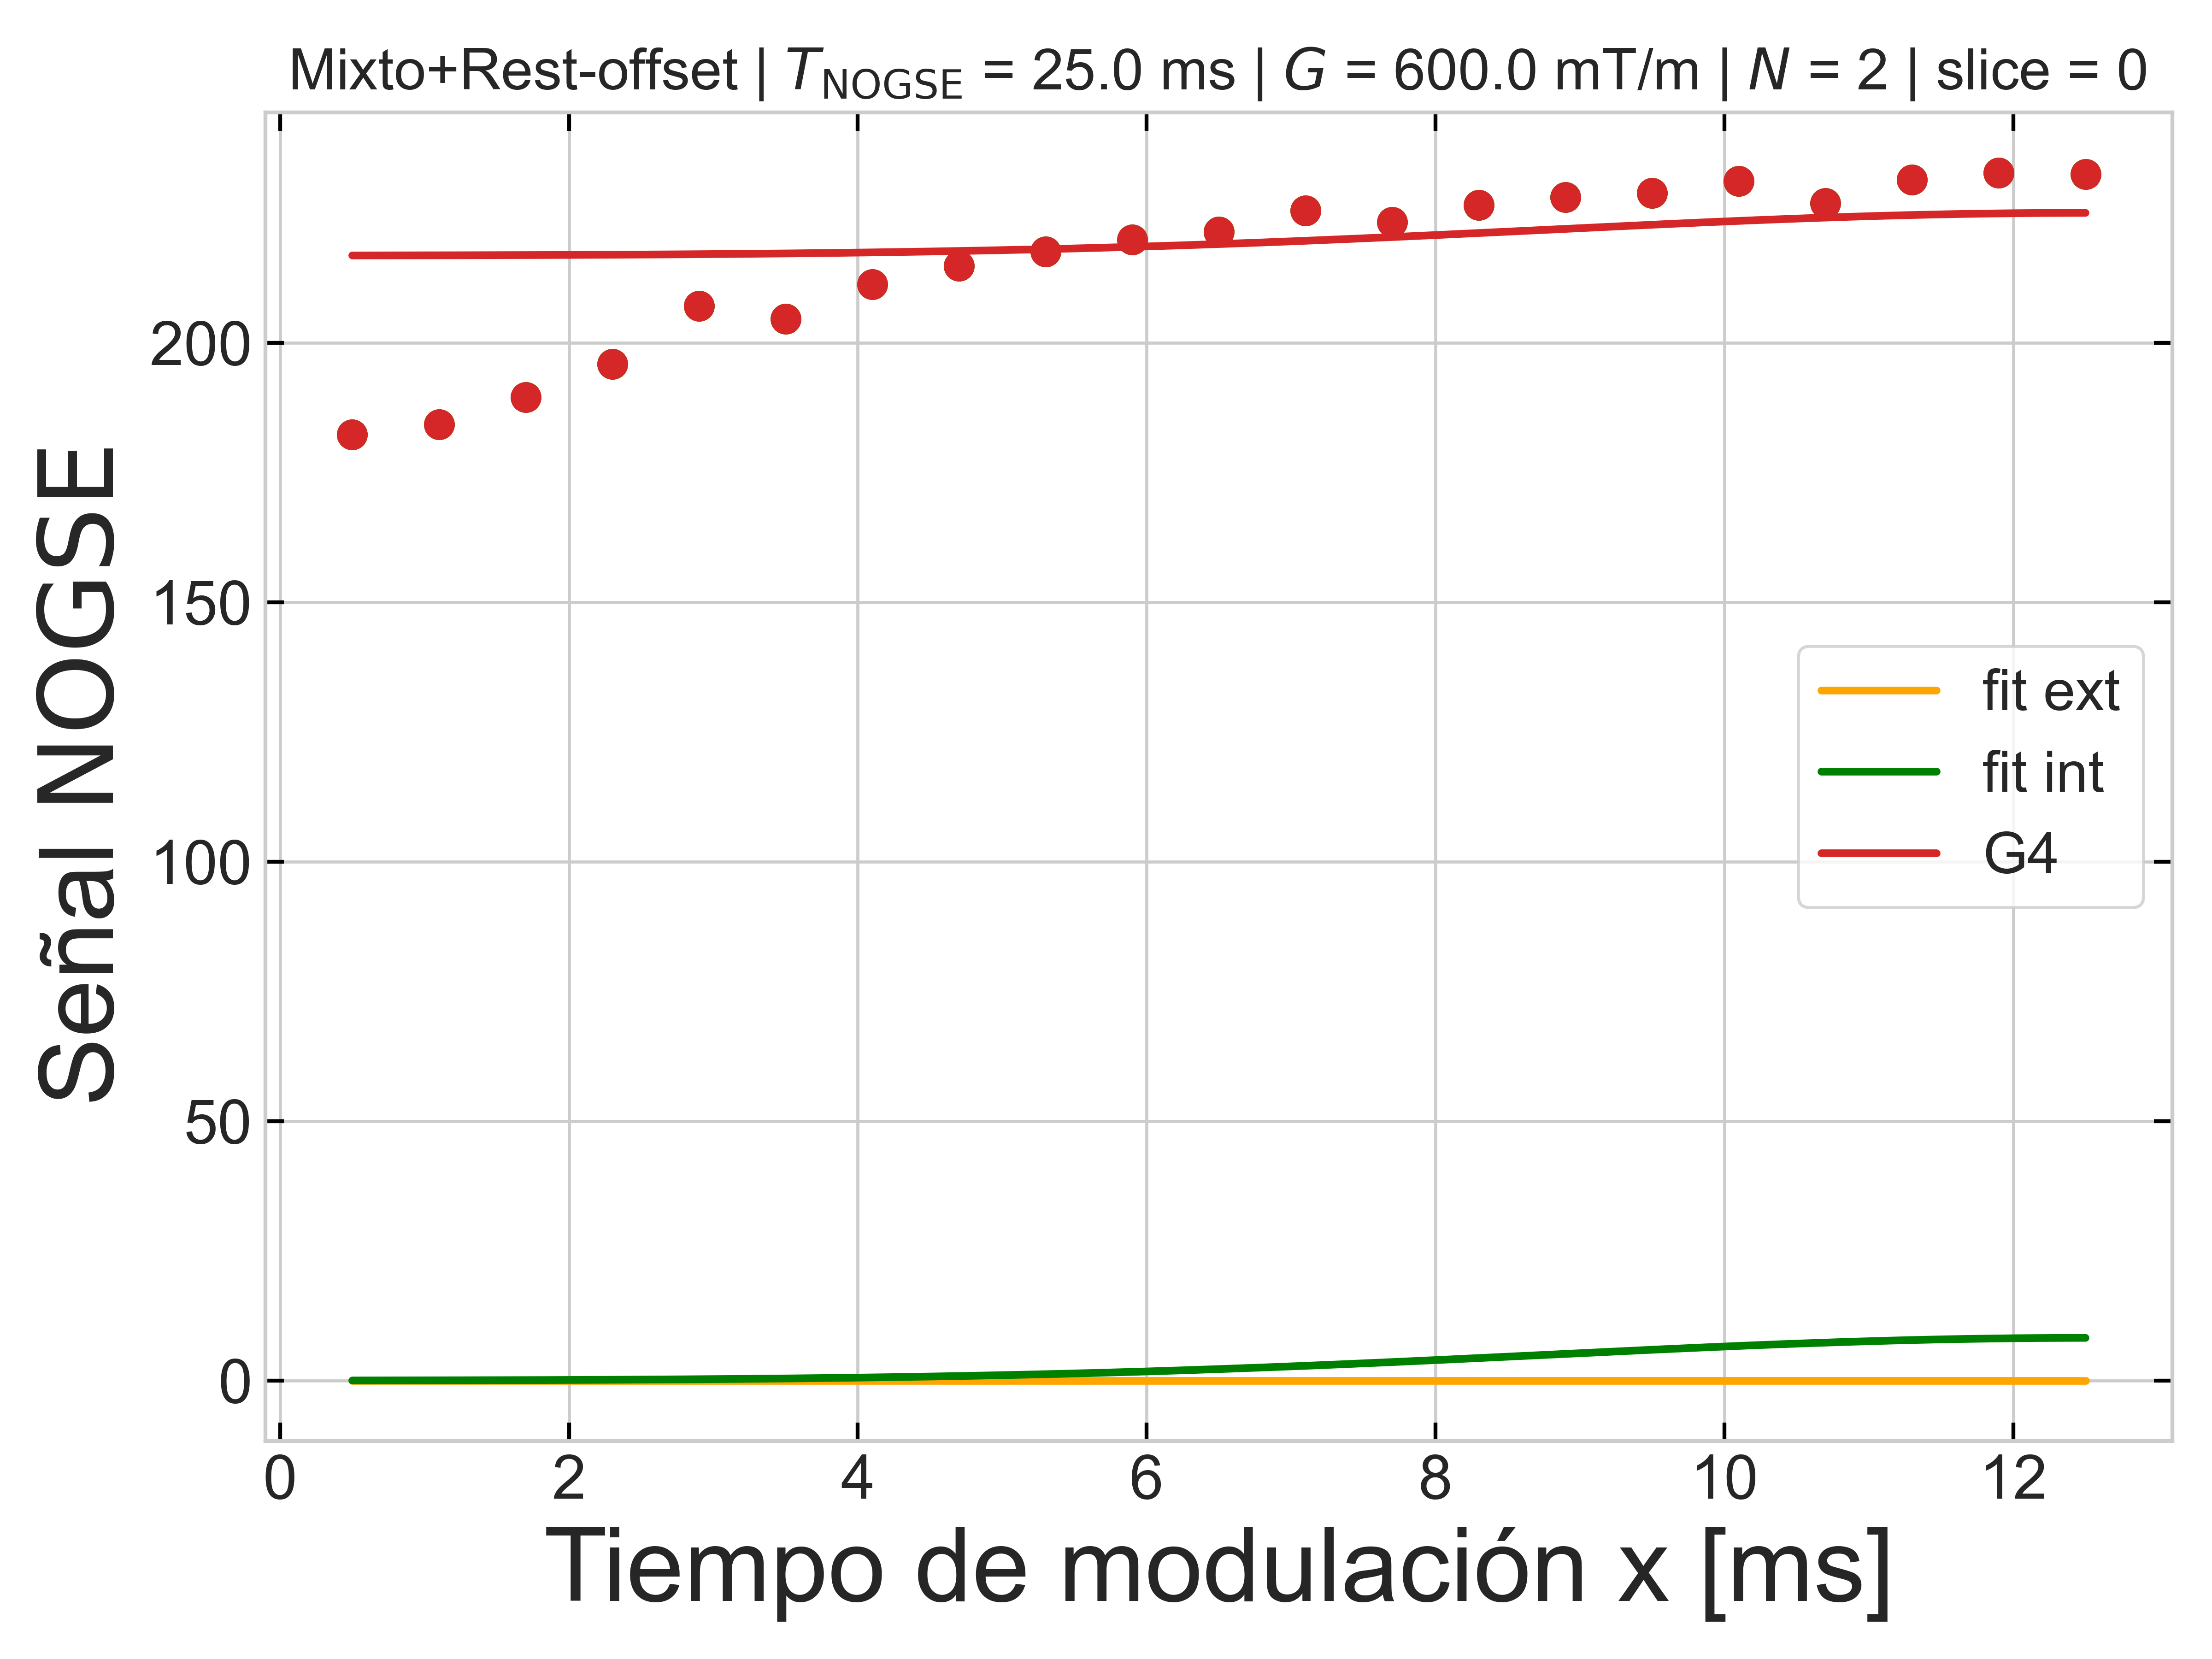 Mixto+Rest-offset | T_NOGSE = 25.0 ms | G = 600.0 mT/m | N = 2 | slice = 0
Señal NOGSE
200
150
100
50
0
fit ext
fit int
G4
0 2 4 6 8 10 12
Tiempo de modulación x [ms]